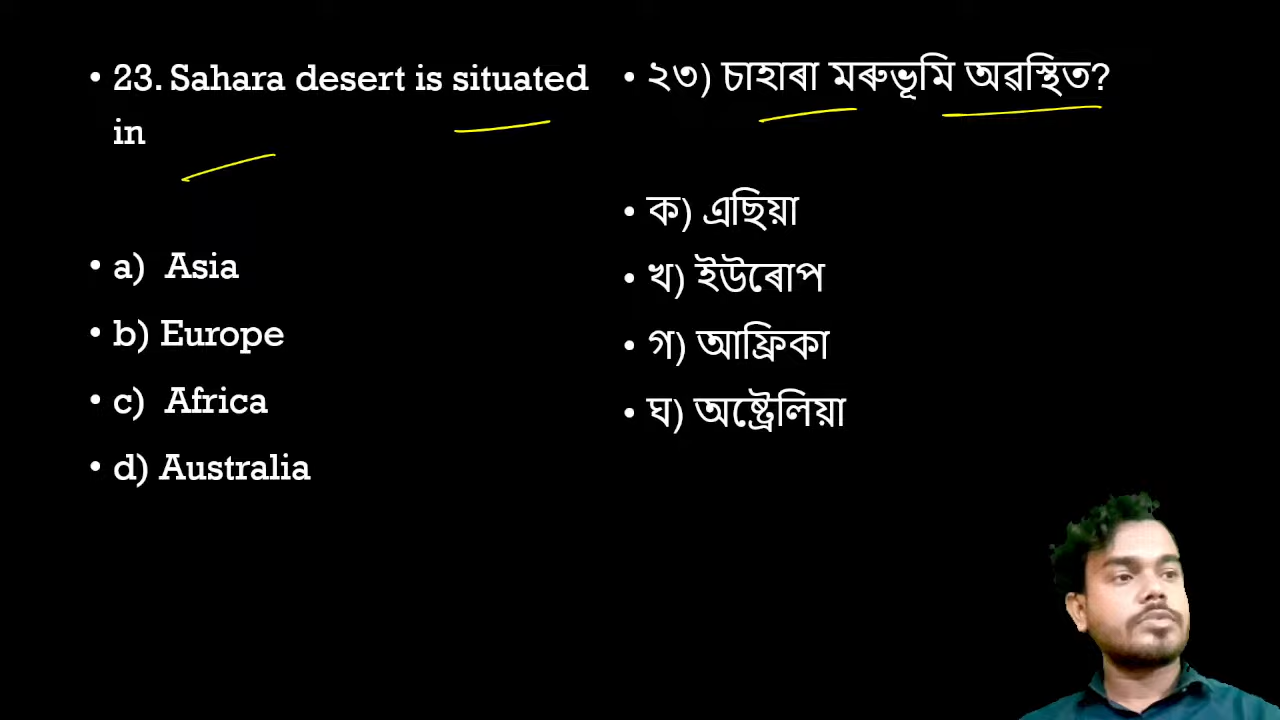 • 23. Sahara desert is situated
in
• a) Asia
• b) Europe
• c) Africa
• d) Australia
• ২৩) চাহাৰা মৰুভূমি অৱস্থিত?
• ক) এছিয়া
• খ) ইউৰোপ
• গ) আফ্ৰিকা
• ঘ) অষ্ট্ৰেলিয়া